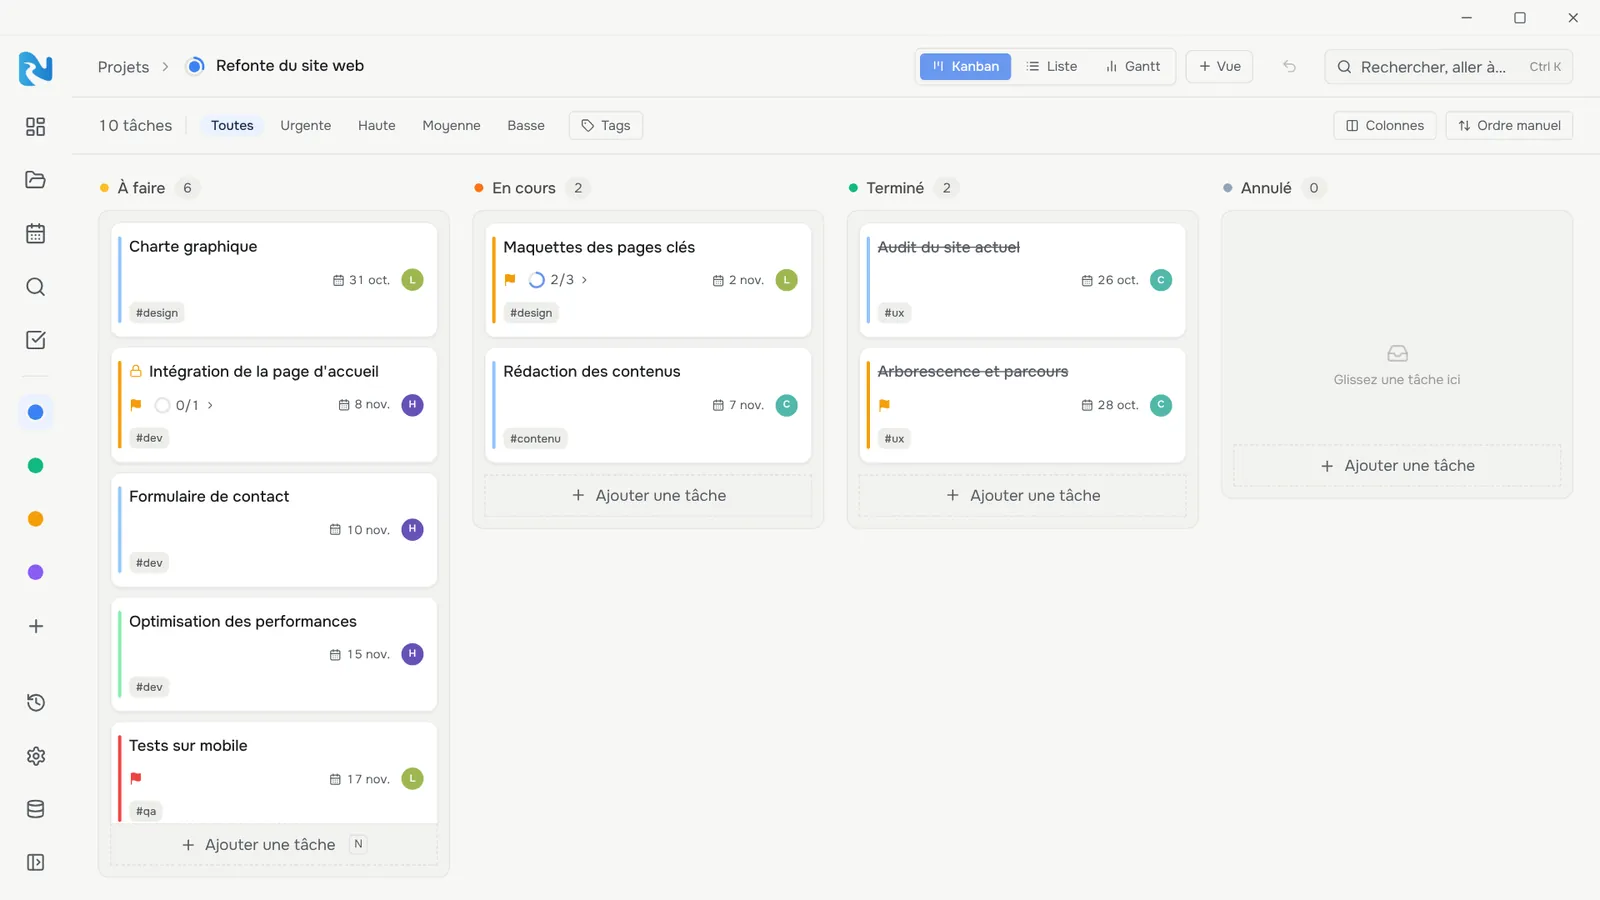 Projets
Refonte du site web
Kanban
Liste
Gantt
+ Vue
Rechercher, aller à...
Ctrl K
10 tâches
Toutes
Urgente
Haute
Moyenne
Basse
Tags
Colonnes
Ordre manuel
À faire 6
Charte graphique
31 oct. L
#design
Intégration de la page d'accueil
0/1 8 nov. H
#dev
Formulaire de contact
10 nov. H
#dev
Optimisation des performances
15 nov. H
#dev
Tests sur mobile
17 nov. L
#qa
+ Ajouter une tâche N
En cours 2
Maquettes des pages clés
2/3 2 nov. L
#design
Rédaction des contenus
7 nov. C
#contenu
+ Ajouter une tâche
Terminé 2
Audit du site actuel
26 oct. C
#ux
Arborescence et parcours
28 oct. C
#ux
+ Ajouter une tâche
Annulé 0
Glissez une tâche ici
+ Ajouter une tâche